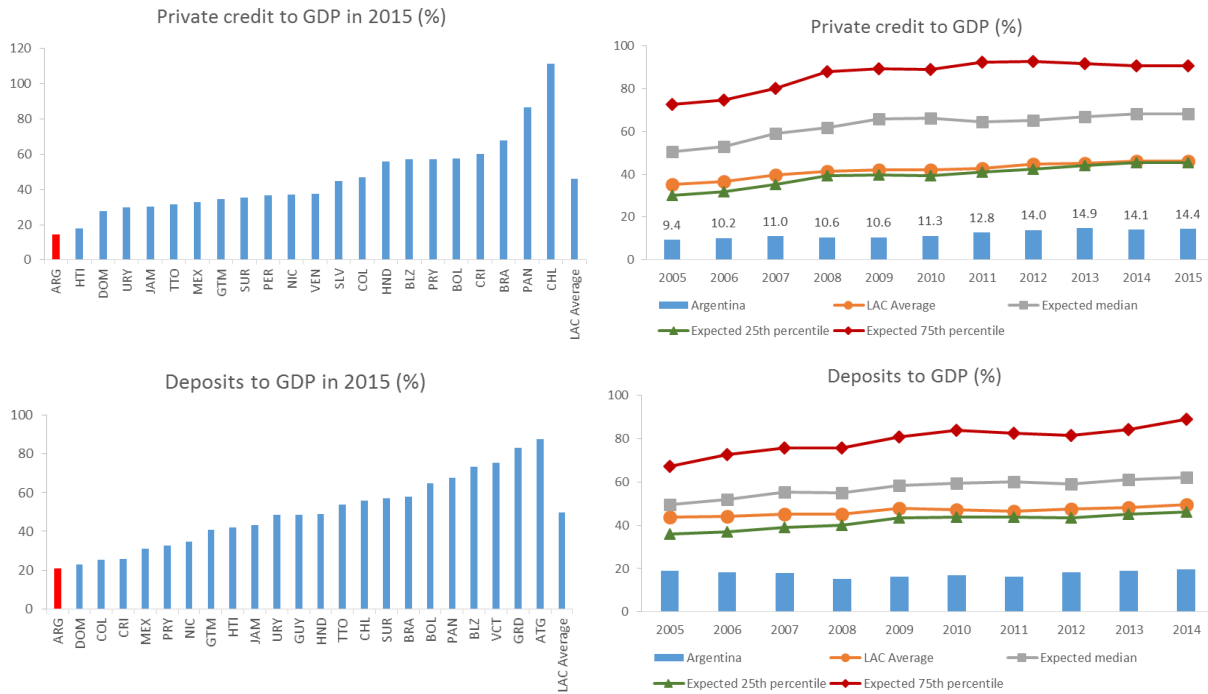 Private credit to GDP in 2015 (%)
120
100
80
60
40
20
0
ARG HTI DOM URY JAM TTO MEX GTM SUR PER NIC VEN SLV COL HND BLZ PRY BOL CRI BRA PAN CHL LAC Average
Private credit to GDP (%)
100
80
60
40
20
0
9.4 10.2 11.0 10.6 10.6 11.3 12.8 14.0 14.9 14.1 14.4
2005 2006 2007 2008 2009 2010 2011 2012 2013 2014 2015
Argentina LAC Average Expected median
Expected 25th percentile Expected 75th percentile
Deposits to GDP in 2015 (%)
100
80
60
40
20
0
ARG DOM COL CRI MEX PRY NIC GTM HTI JAM URY GUY HND TTO CHL SUR BRA BOL PAN BLZ VCT GRD ATG LAC Average
Deposits to GDP (%)
100
80
60
40
20
0
2005 2006 2007 2008 2009 2010 2011 2012 2013 2014
Argentina LAC Average Expected median
Expected 25th percentile Expected 75th percentile